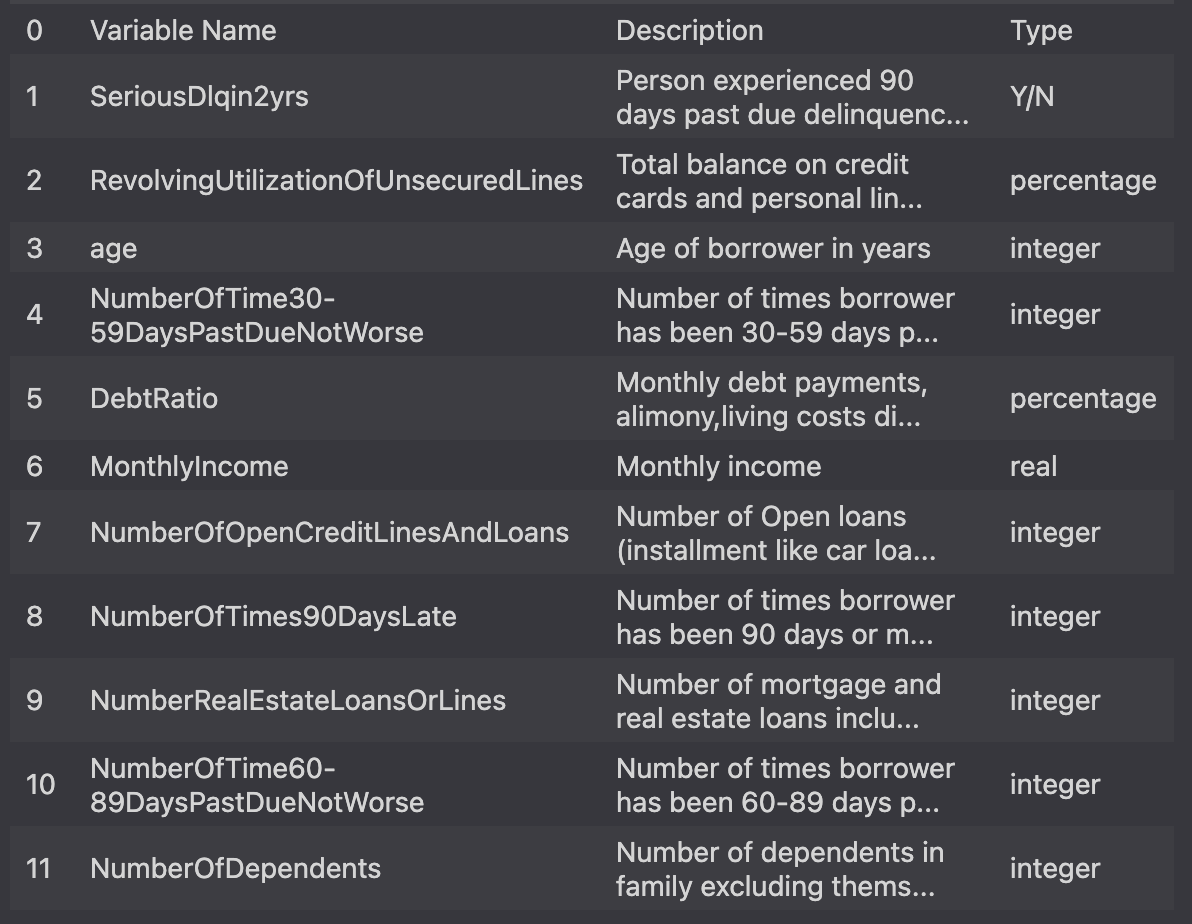 0 Variable Name Description Type
1 SeriousDlqin2yrs Person experienced 90 days past due delinquenc... Y/N
2 RevolvingUtilizationOfUnsecuredLines Total balance on credit cards and personal lin... percentage
3 age Age of borrower in years integer
4 NumberOfTime30-59DaysPastDueNotWorse Number of times borrower has been 30-59 days p... integer
5 DebtRatio Monthly debt payments, alimony,living costs di... percentage
6 MonthlyIncome Monthly income real
7 NumberOfOpenCreditLinesAndLoans Number of Open loans (installment like car loa... integer
8 NumberOfTimes90DaysLate Number of times borrower has been 90 days or m... integer
9 NumberRealEstateLoansOrLines Number of mortgage and real estate loans inclu... integer
10 NumberOfTime60-89DaysPastDueNotWorse Number of times borrower has been 60-89 days p... integer
11 NumberOfDependents Number of dependents in family excluding thems... integer